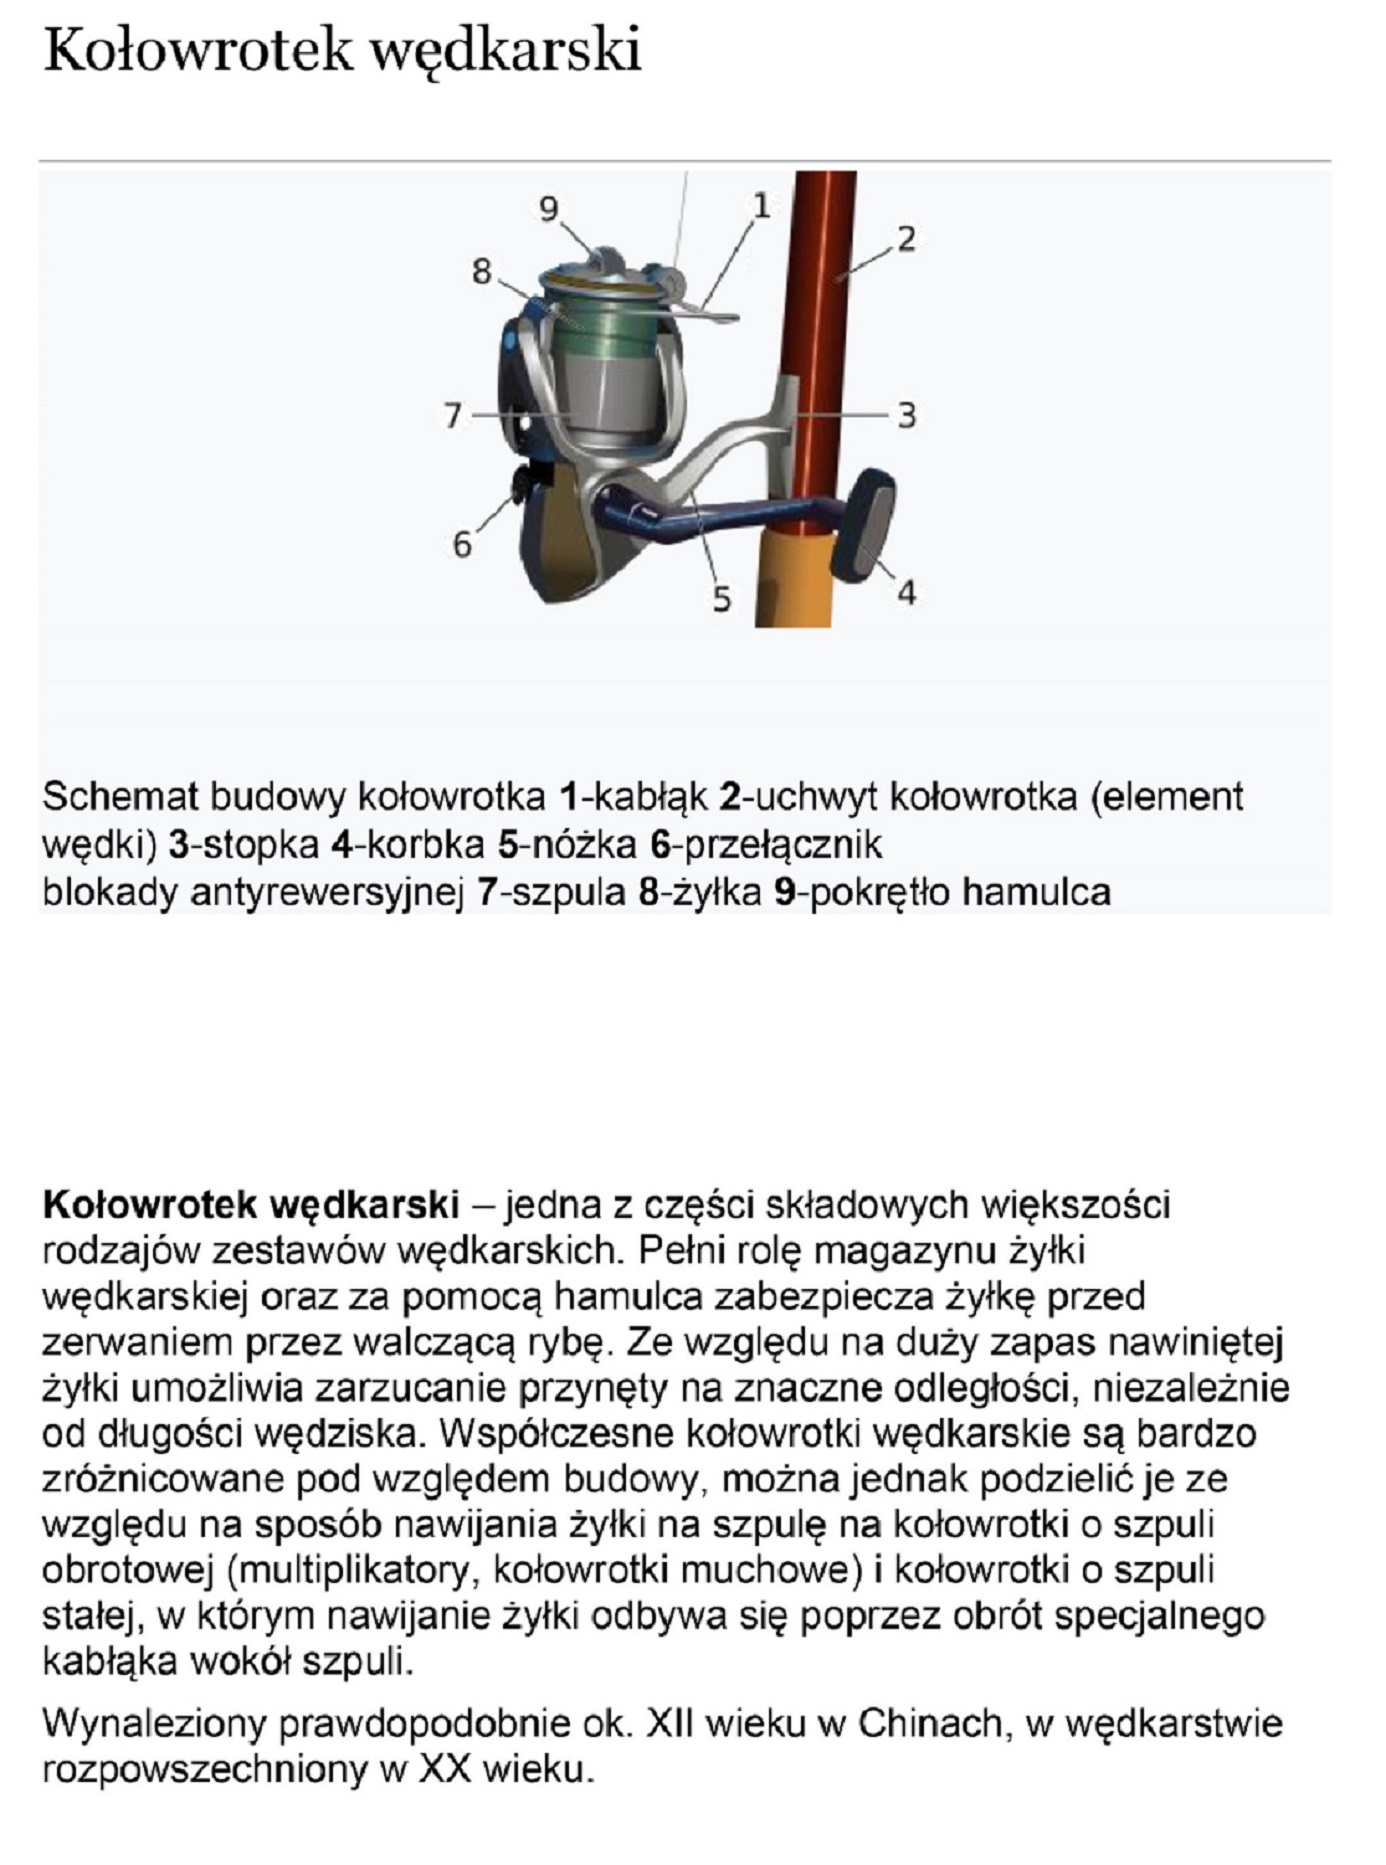 Kołowrotek wędkarski
9
1
2
8
7
3
6
5
4
Schemat budowy kołowrotka 1-kabłąk 2-uchwyt kołowrotka (element
wędki) 3-stopka 4-korbka 5-nóżka 6-przełącznik
blokady antyrewersyjnej 7-szpula 8-żyłka 9-pokrętło hamulca
Kołowrotek wędkarski – jedna z części składowych większości
rodzajów zestawów wędkarskich. Pełni rolę magazynu żyłki
wędkarskiej oraz za pomocą hamulca zabezpiecza żyłkę przed
zerwaniem przez walczącą rybę. Ze względu na duży zapas nawiniętej
żyłki umożliwia zarzucanie przynęty na znaczne odległości, niezależnie
od długości wędziska. Współczesne kołowrotki wędkarskie są bardzo
zróżnicowane pod względem budowy, można jednak podzielić je ze
względu na sposób nawijania żyłki na szpulę na kołowrotki o szpuli
obrotowej (multiplikatory, kołowrotki muchowe) i kołowrotki o szpuli
stałej, w którym nawijanie żyłki odbywa się poprzez obrót specjalnego
kabłąka wokół szpuli.
Wynaleziony prawdopodobnie ok. XII wieku w Chinach, w wędkarstwie
rozpowszechniony w XX wieku.